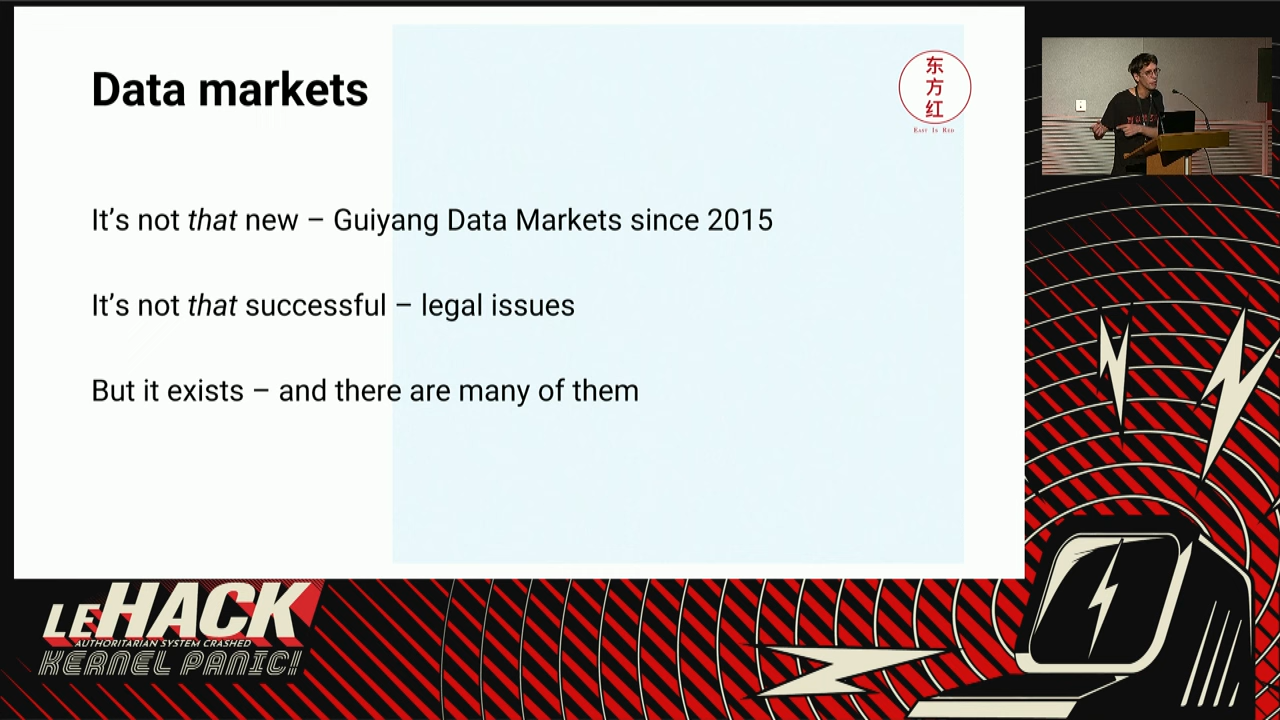 Data markets
东
方
红
East Is Red
It's not that new – Guiyang Data Markets since 2015
It's not that successful – legal issues
But it exists – and there are many of them
LEHACK
AUTHORITARIAN SYSTEM CRASHED
KERNEL PANIC!